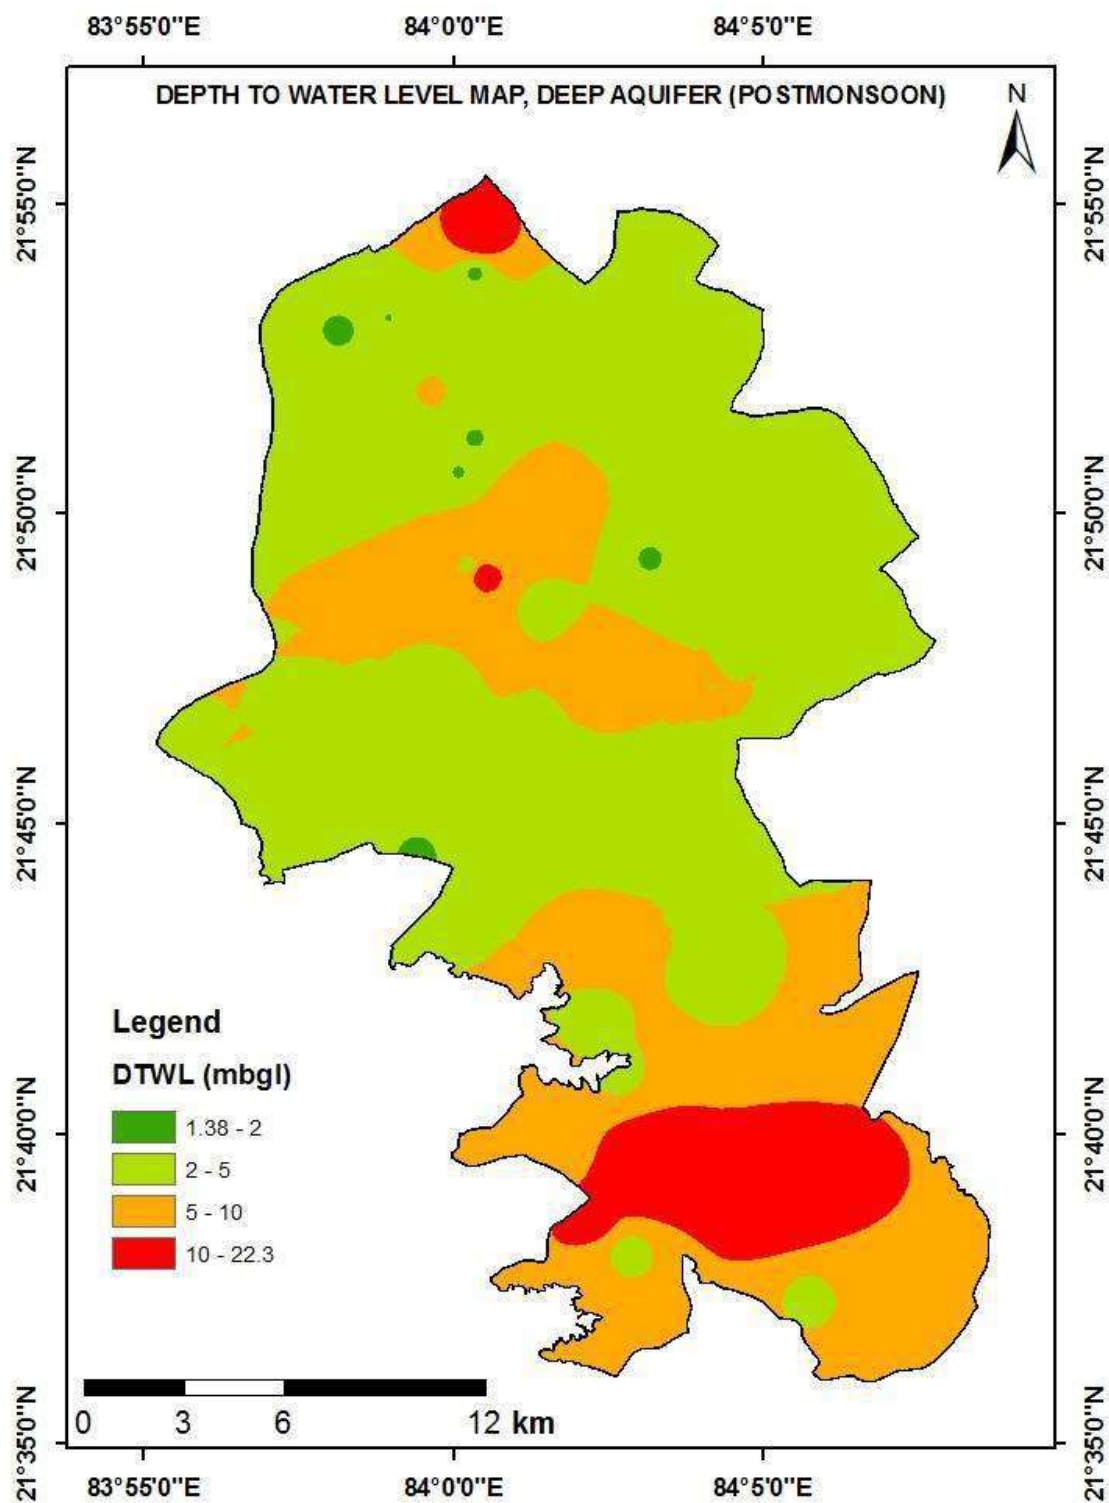 83°55'0"E 84°0'0"E 84°5'0"E
DEPTH TO WATER LEVEL MAP, DEEP AQUIFER (POSTMONSOON)
N
21°55'0"N 21°55'0"N
21°50'0"N 21°50'0"N
21°45'0"N 21°45'0"N
Legend
DTWL (mbgl)
21°40'0"N 21°40'0"N
1.38 - 2
2 - 5
5 - 10
10 - 22.3
0 3 6 12 km
21°35'0"N 21°35'0"N
83°55'0"E 84°0'0"E 84°5'0"E